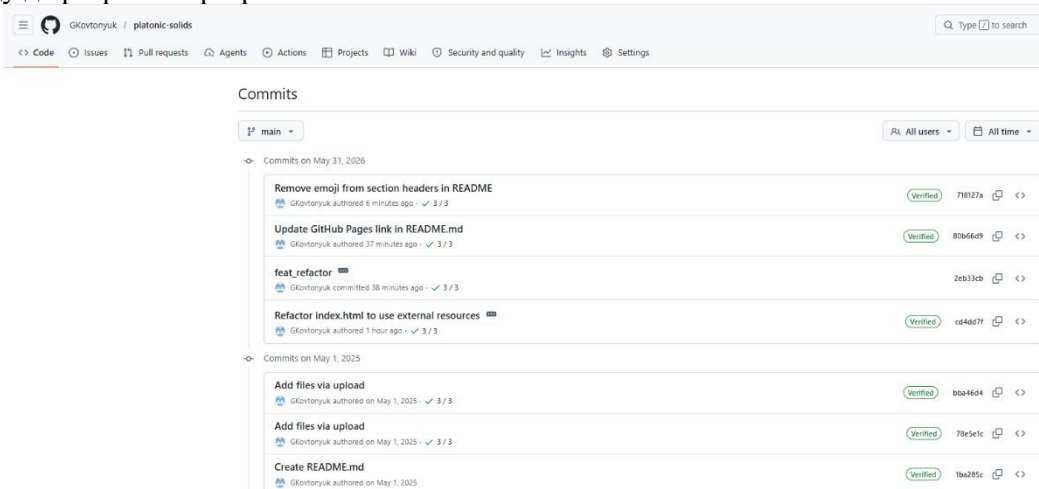 GKovtonyuk / platonic-solids
Type / to search
Code Issues Pull requests Agents Actions Projects Wiki Security and quality Insights Settings
Commits
main All users All time
Commits on May 31, 2026
Remove emoji from section headers in README
GKovtonyuk authored 6 minutes ago · ✓ 3 / 3
Verified 718127a
Update GitHub Pages link in README.md
GKovtonyuk authored 37 minutes ago · ✓ 3 / 3
Verified 80b66d9
feat_refactor
GKovtonyuk committed 38 minutes ago · ✓ 3 / 3
2eb33cb
Refactor index.html to use external resources
GKovtonyuk authored 1 hour ago · ✓ 3 / 3
Verified cd4dd7f
Commits on May 1, 2025
Add files via upload
GKovtonyuk authored on May 1, 2025 · ✓ 3 / 3
Verified bba46d4
Add files via upload
GKovtonyuk authored on May 1, 2025 · ✓ 3 / 3
Verified 78e5e1c
Create README.md
GKovtonyuk authored on May 1, 2025
Verified 1ba285c